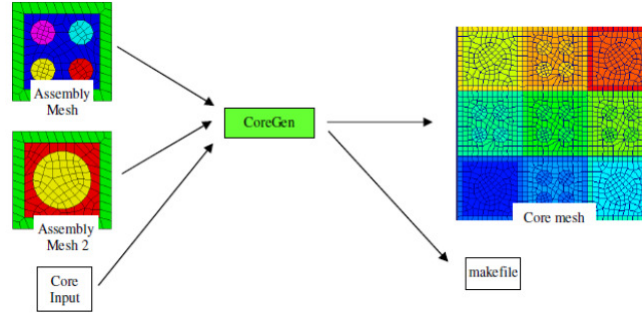 Assembly
Mesh
CoreGen
Assembly
Mesh 2
Core mesh
Core
Input
makefile